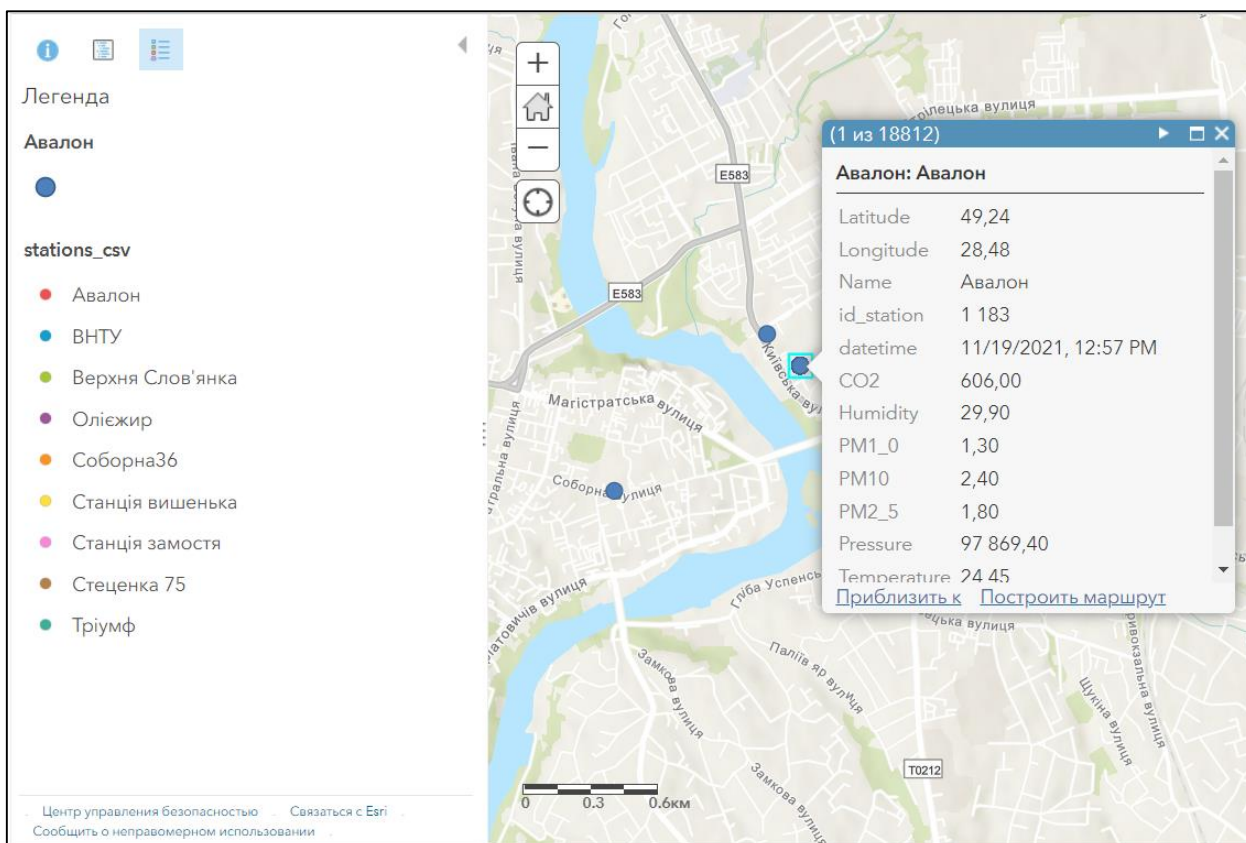 Легенда
Авалон
stations_csv
Авалон
ВНТУ
Верхня Слов'янка
Олієжир
Соборна36
Станція вишенька
Станція замостя
Стеценка 75
Тріумф
Центр управления безопасностью
Связаться с Esri
Сообщить о неправомерном использовании
вулиця
E583
E583
Київська
Магістратська вулиця
Соборна вулиця
вулиця
Замкова вулиця
Замкова вулиця
Паліїв яр вулиця
Щукіна вулиця
вулиця
T0212
0 0.3 0.6км
(1 из 18812)
Авалон: Авалон
Latitude 49,24
Longitude 28,48
Name Авалон
id_station 1 183
datetime 11/19/2021, 12:57 PM
CO2 606,00
Humidity 29,90
PM1_0 1,30
PM10 2,40
PM2_5 1,80
Pressure 97 869,40
Temperature 24,45
Приблизить к Построить маршрут